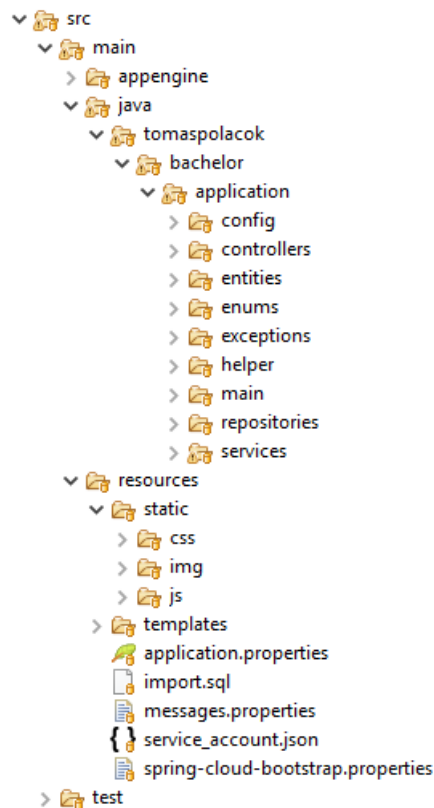 src
main
appengine
java
tomaspolacok
bachelor
application
config
controllers
entities
enums
exceptions
helper
main
repositories
services
resources
static
css
img
js
templates
application.properties
import.sql
messages.properties
service_account.json
spring-cloud-bootstrap.properties
test